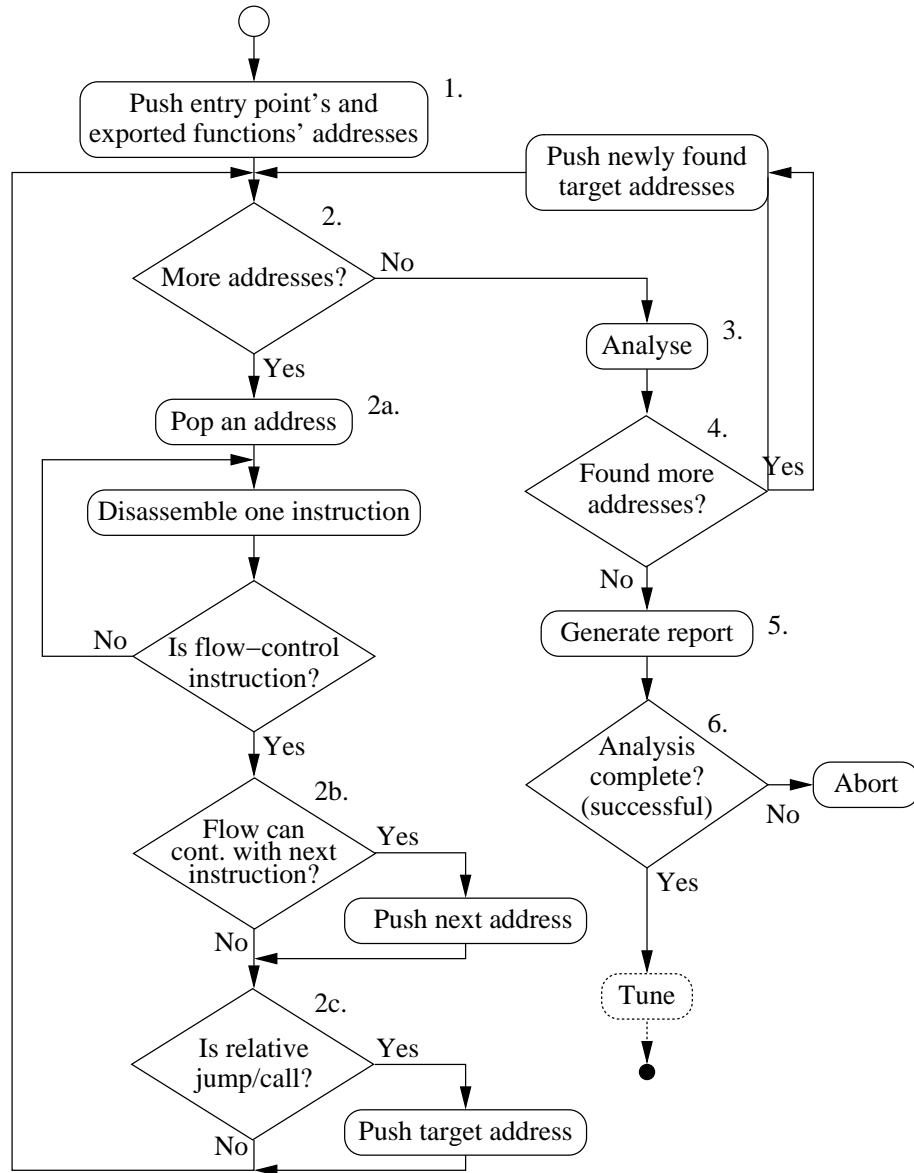 1.
Push entry point's and
exported functions' addresses
Push newly found
target addresses
2.
More addresses?
No
Yes
3.
Analyse
2a.
Pop an address
4.
Found more
addresses?
Yes
No
Disassemble one instruction
No
Is flow−control
instruction?
Yes
5.
Generate report
6.
Analysis
complete?
(successful)
No
Abort
Yes
2b.
Flow can
cont. with next
instruction?
Yes
Push next address
No
Tune
2c.
Is relative
jump/call?
Yes
Push target address
No